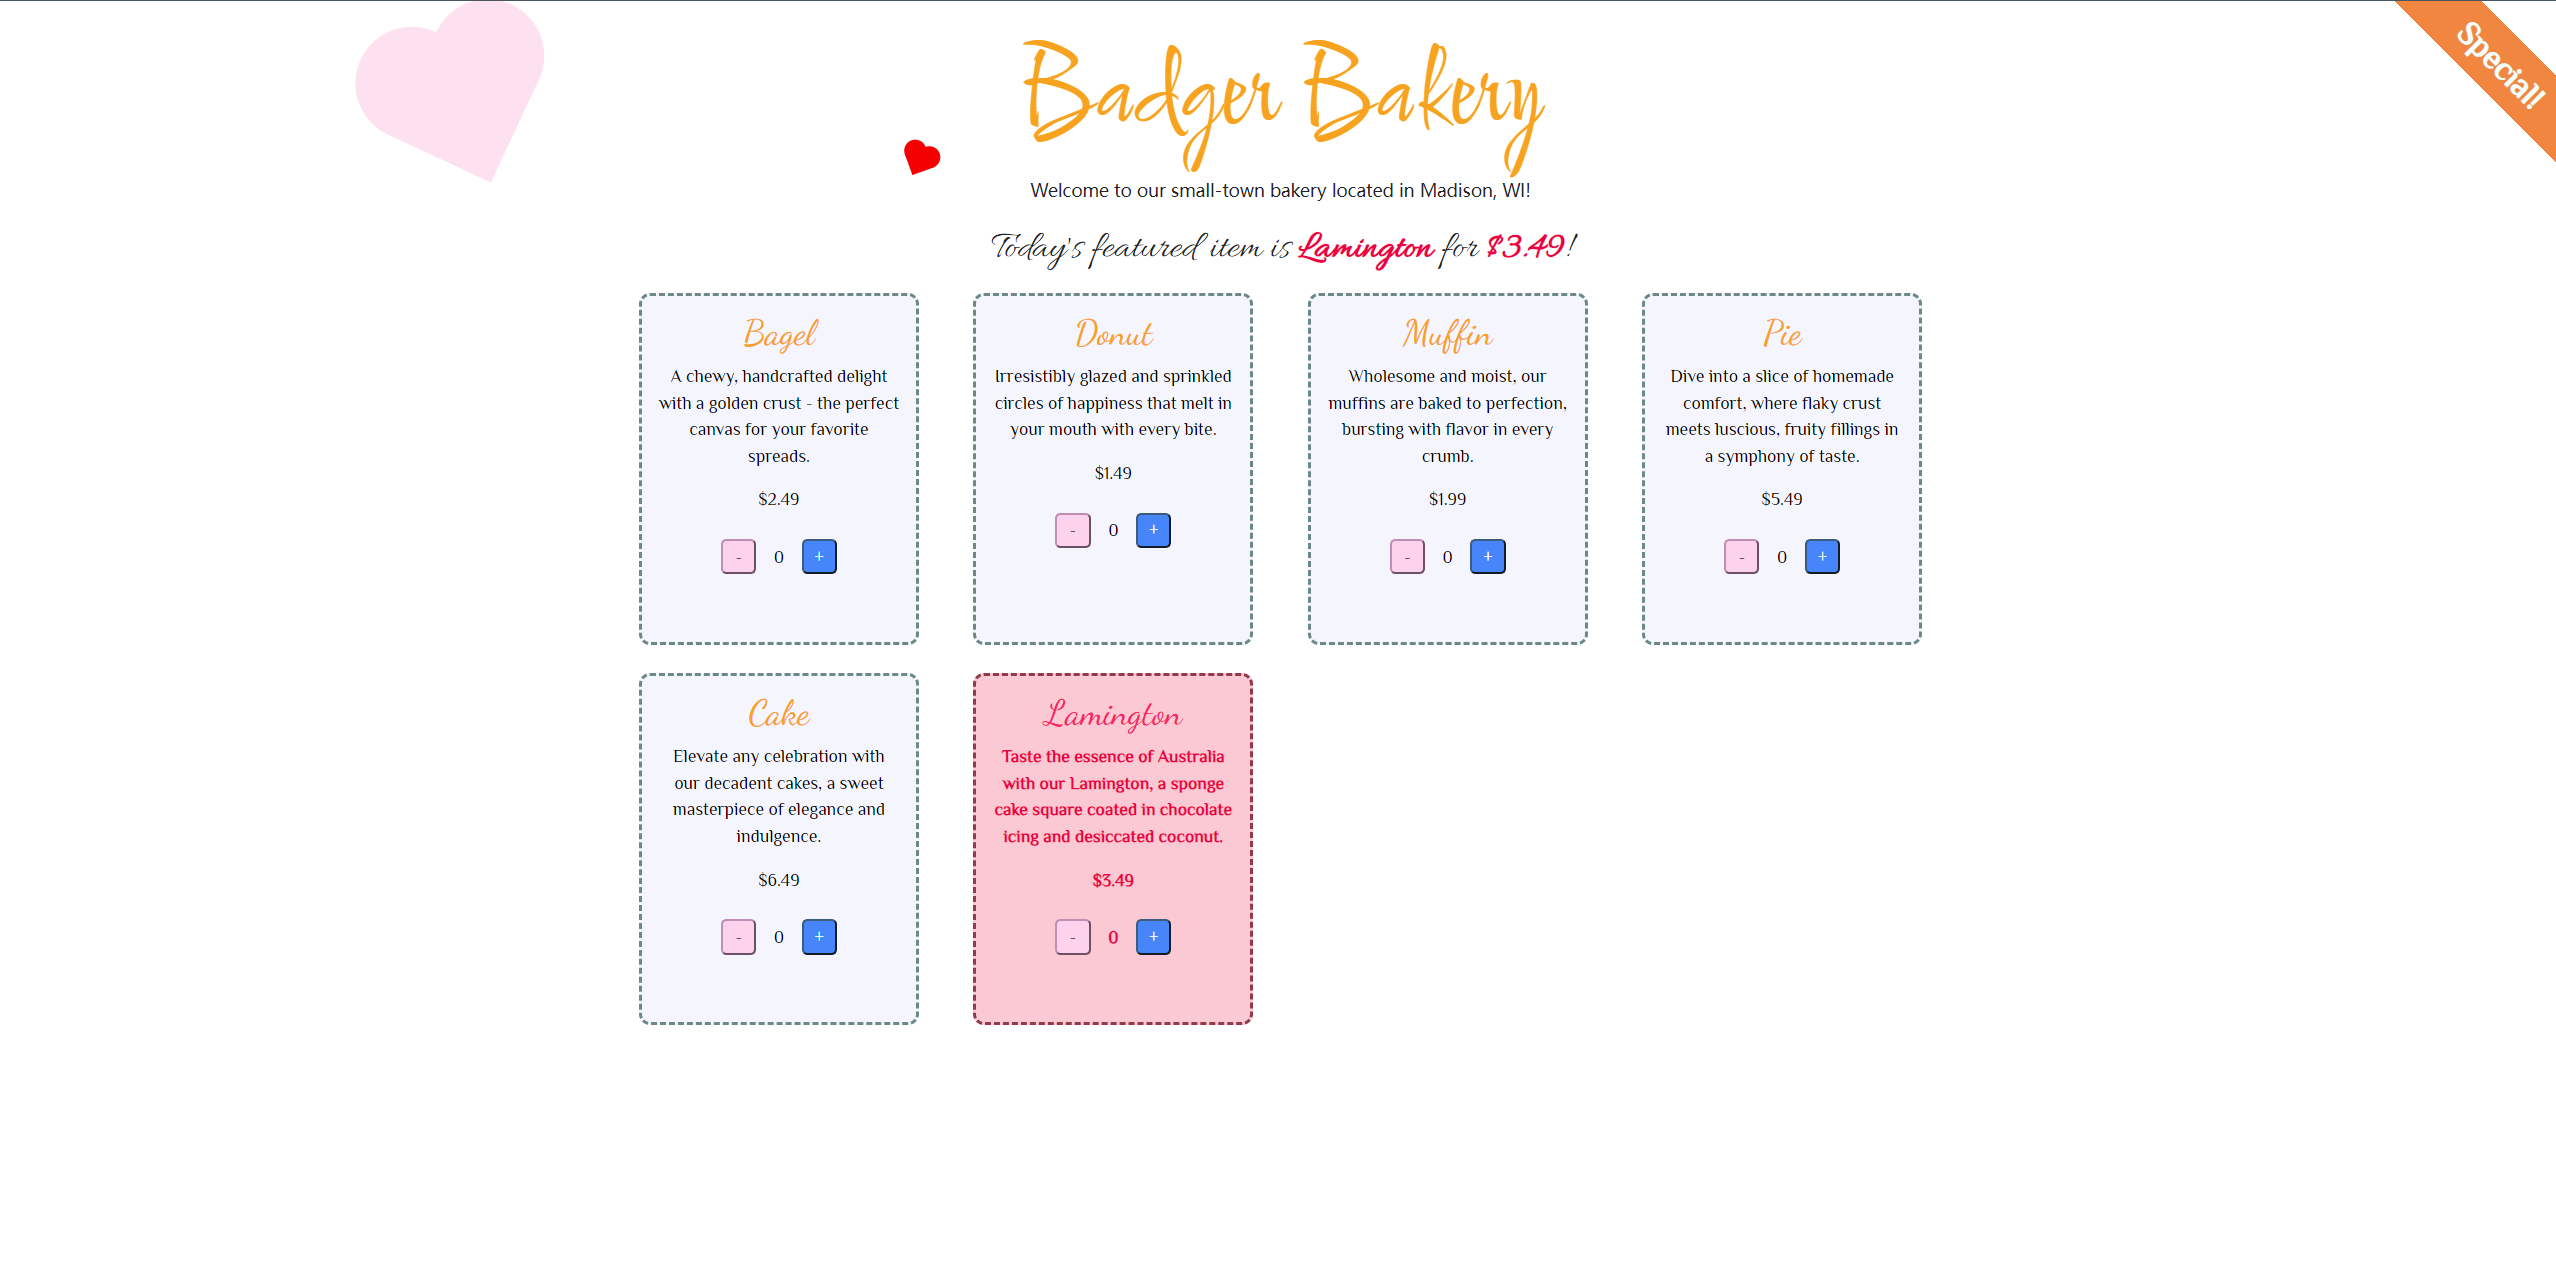 Badger Bakery
Special!
Welcome to our small-town bakery located in Madison, WI!
Today's featured item is Lamington for $3.49!
Bagel
A chewy, handcrafted delight
with a golden crust - the perfect
canvas for your favorite
spreads.
$2.49
- 0 +
Donut
Irresistibly glazed and sprinkled
circles of happiness that melt in
your mouth with every bite.
$1.49
- 0 +
Muffin
Wholesome and moist, our
muffins are baked to perfection,
bursting with flavor in every
crumb.
$1.99
- 0 +
Pie
Dive into a slice of homemade
comfort, where flaky crust
meets luscious, fruity fillings in
a symphony of taste.
$5.49
- 0 +
Cake
Elevate any celebration with
our decadent cakes, a sweet
masterpiece of elegance and
indulgence.
$6.49
- 0 +
Lamington
Taste the essence of Australia
with our Lamington, a sponge
cake square coated in chocolate
icing and desiccated coconut.
$3.49
- 0 +